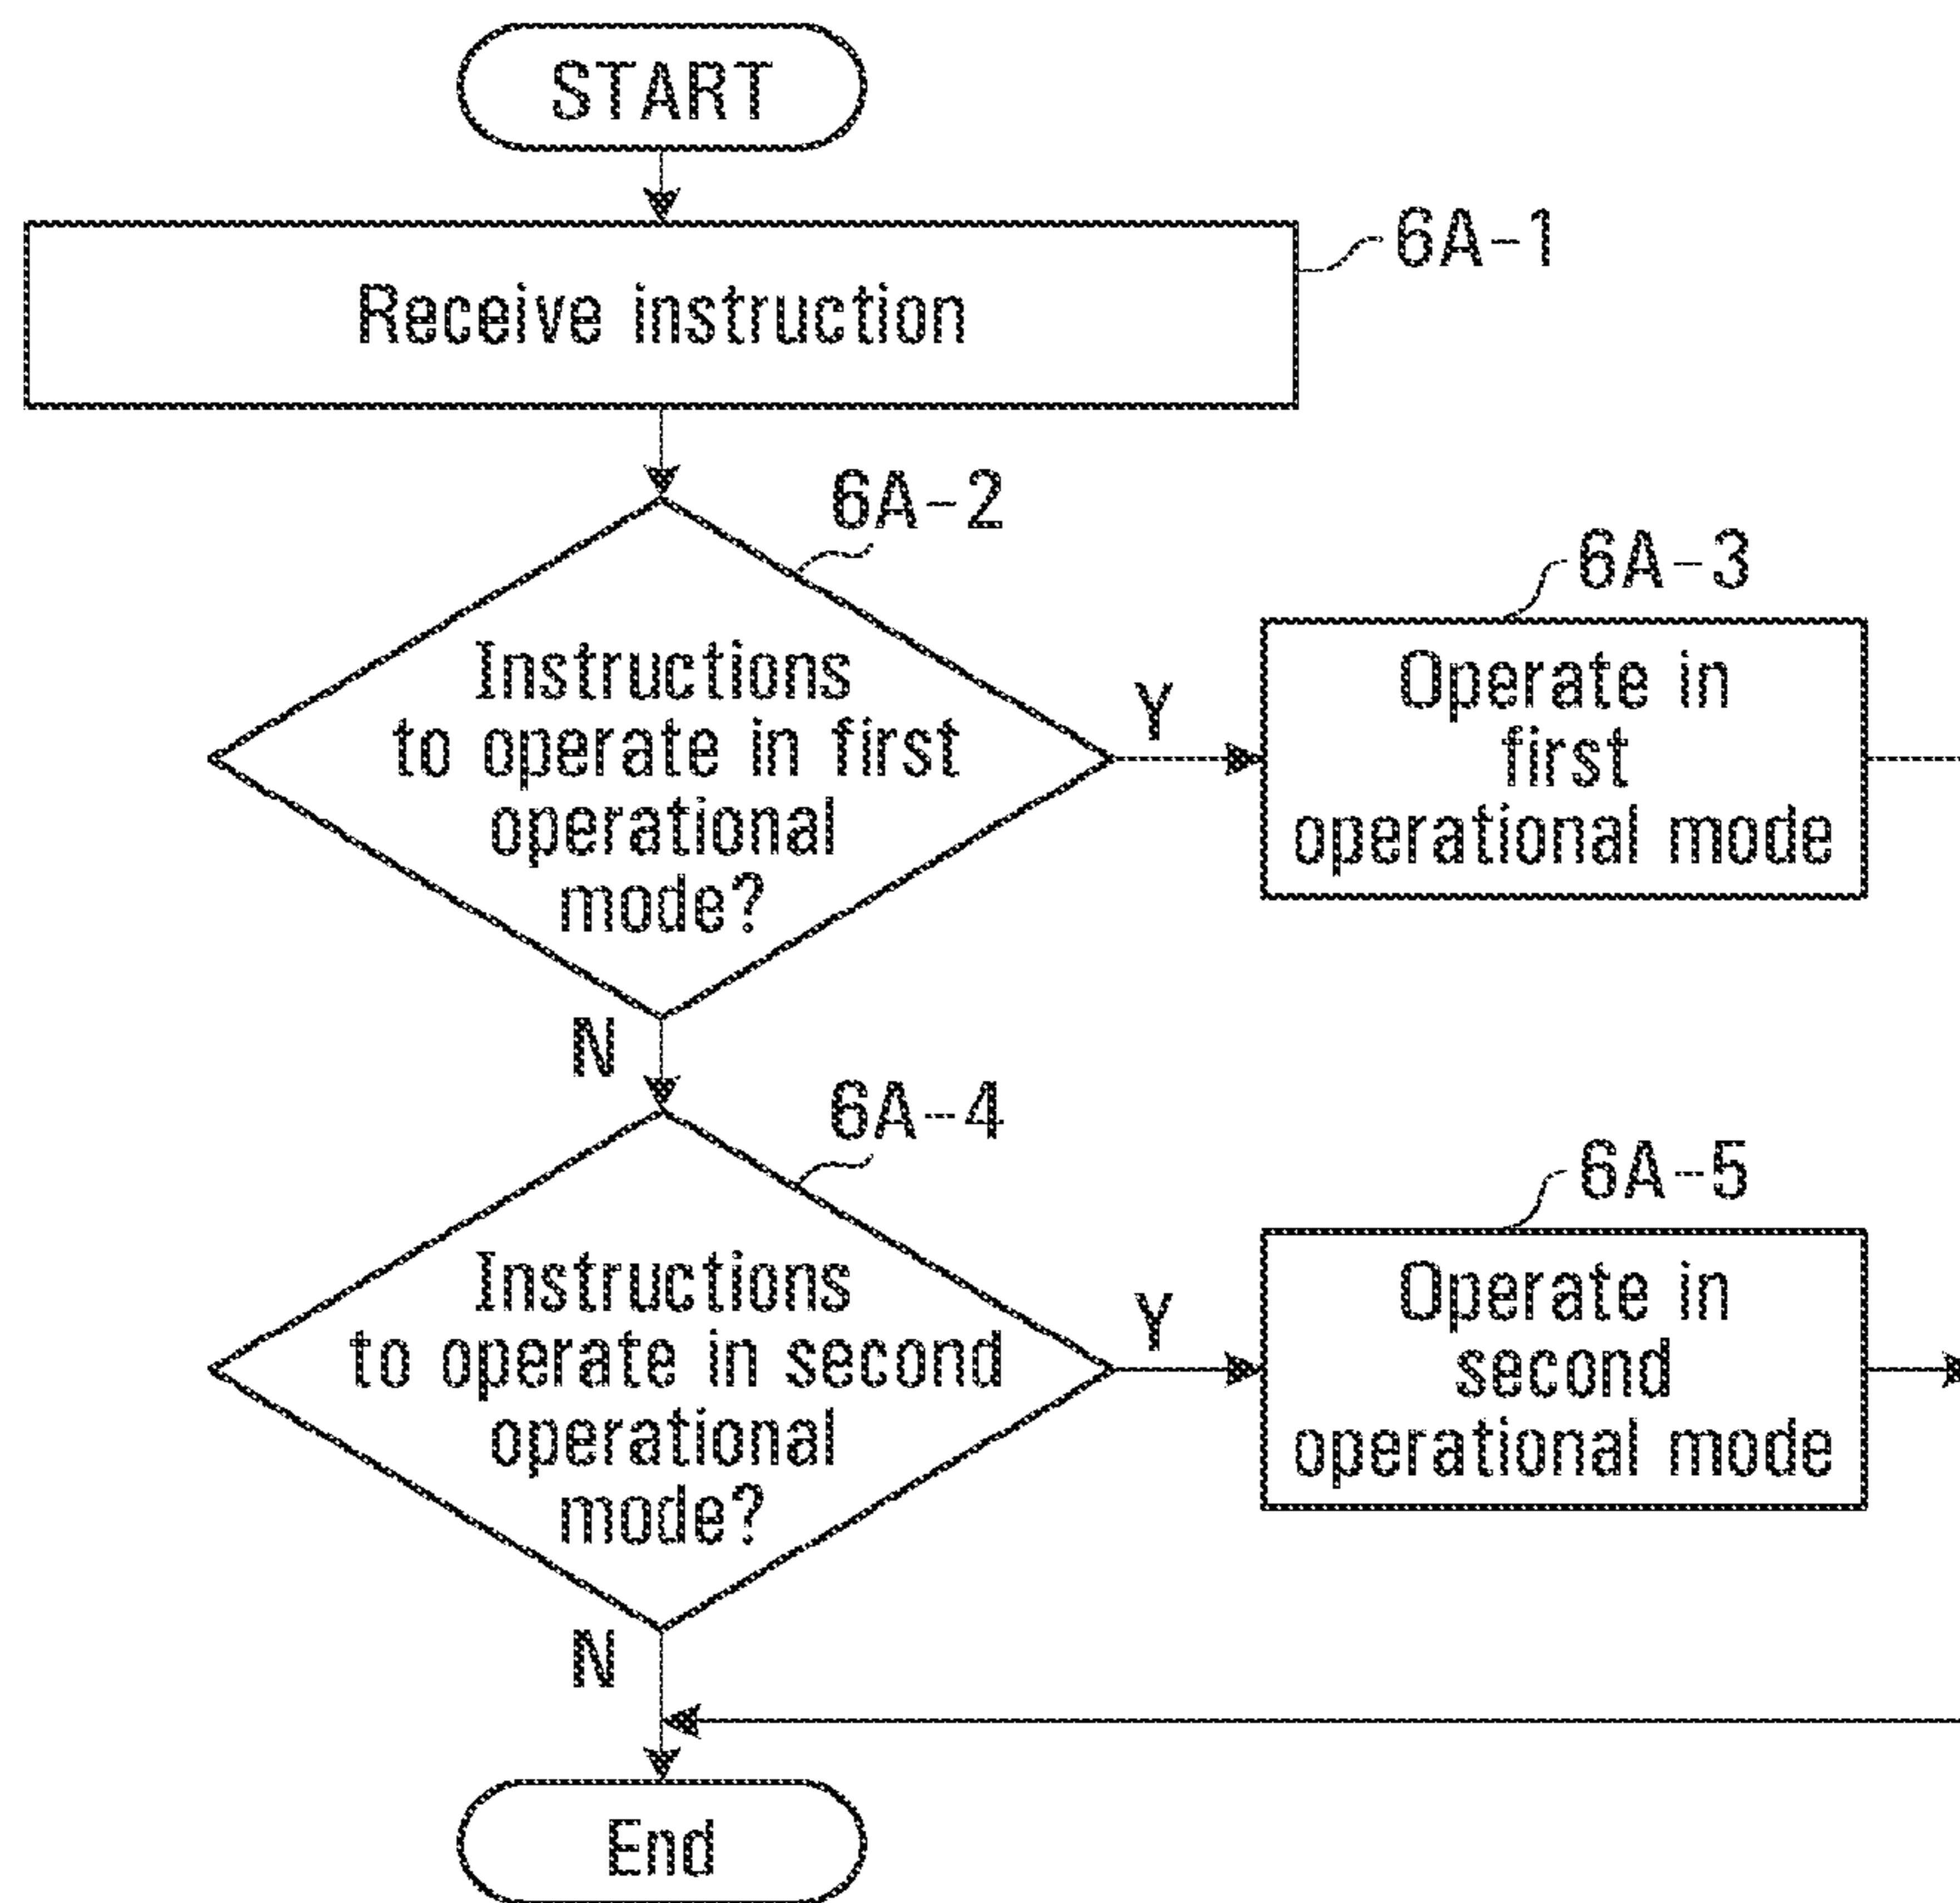 START
6A-1
Receive instruction
6A-2
Instructions
to operate in first
operational
mode?
Y
6A-3
Operate in
first
operational mode
N
6A-4
Instructions
to operate in second
operational
mode?
Y
6A-5
Operate in
second
operational mode
N
End